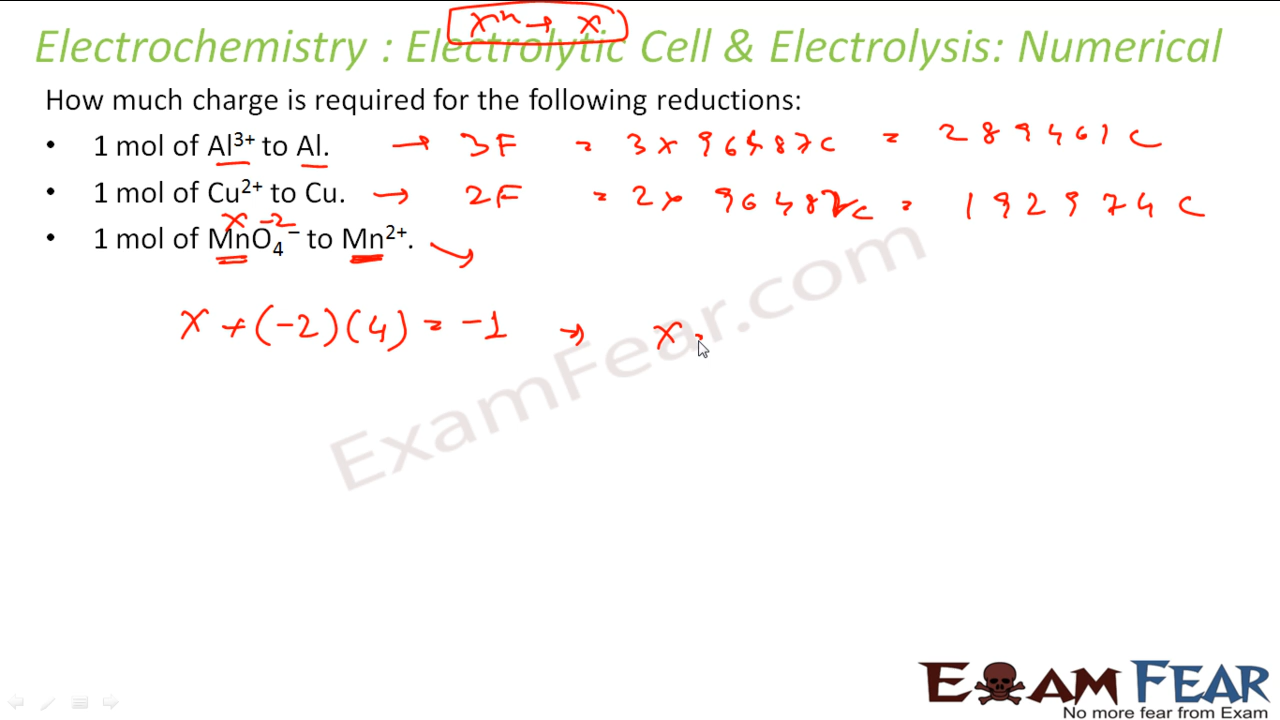 xⁿ → x
Electrochemistry : Electrolytic Cell & Electrolysis: Numerical
How much charge is required for the following reductions:
• 1 mol of Al³⁺ to Al. → 3F = 3 x 96487C = 289461 C
• 1 mol of Cu²⁺ to Cu. → 2F = 2 x 96487C = 192974 C
x -2
• 1 mol of MnO₄⁻ to Mn²⁺. →
x + (-2)(4) = -1 → x =
ExamFear.com
EXAM FEAR
No more fear from Exam